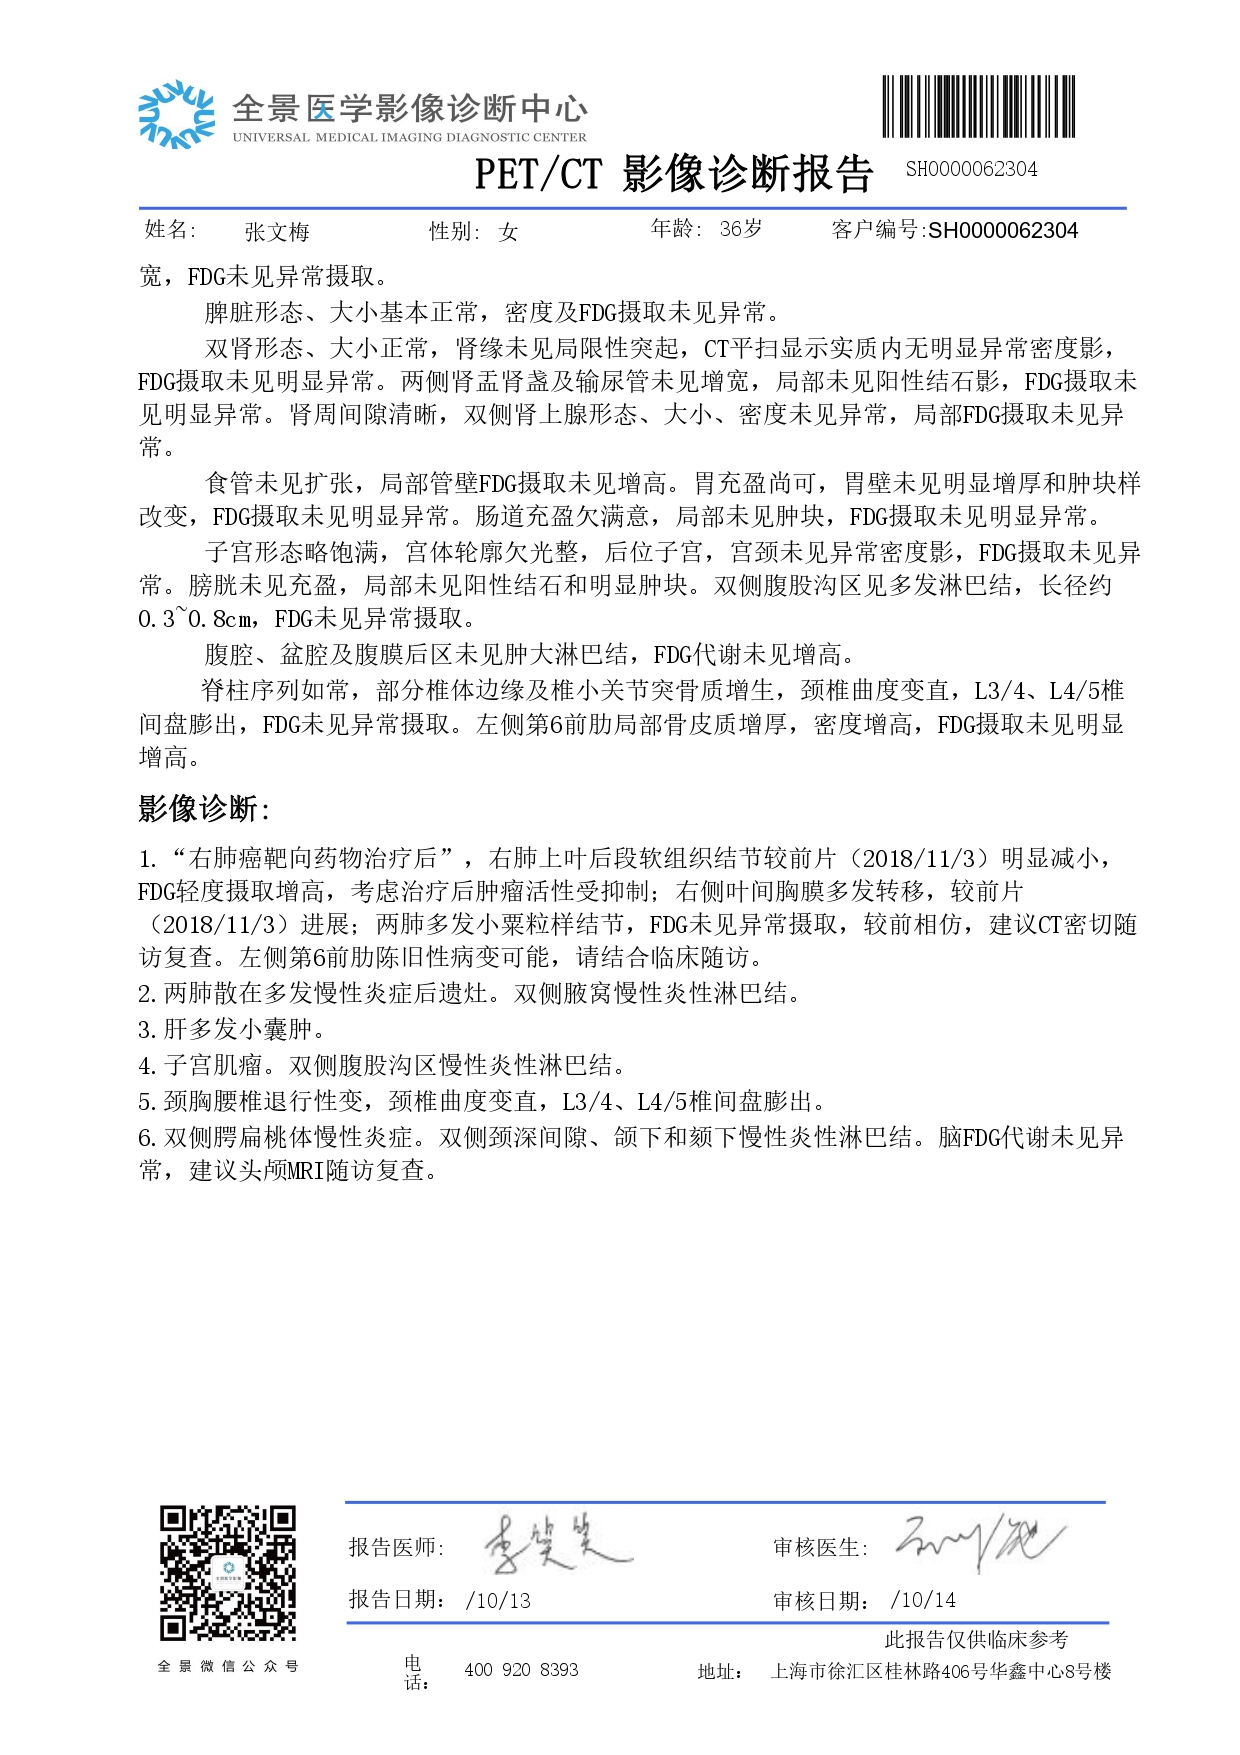 全景医学影像诊断中心
UNIVERSAL MEDICAL IMAGING DIAGNOSTIC CENTER
PET/CT 影像诊断报告
SH0000062304
姓名: 张文梅 性别: 女 年龄: 36岁 客户编号:SH0000062304
宽，FDG未见异常摄取。
脾脏形态、大小基本正常，密度及FDG摄取未见异常。
双肾形态、大小正常，肾缘未见局限性突起，CT平扫显示实质内无明显异常密度影，
FDG摄取未见明显异常。两侧肾盂肾盏及输尿管未见增宽，局部未见阳性结石影，FDG摄取未
见明显异常。肾周间隙清晰，双侧肾上腺形态、大小、密度未见异常，局部FDG摄取未见异
常。
食管未见扩张，局部管壁FDG摄取未见增高。胃充盈尚可，胃壁未见明显增厚和肿块样
改变，FDG摄取未见明显异常。肠道充盈欠满意，局部未见肿块，FDG摄取未见明显异常。
子宫形态略饱满，宫体轮廓欠光整，后位子宫，宫颈未见异常密度影，FDG摄取未见异
常。膀胱未见充盈，局部未见阳性结石和明显肿块。双侧腹股沟区见多发淋巴结，长径约
0.3~0.8cm，FDG未见异常摄取。
腹腔、盆腔及腹膜后区未见肿大淋巴结，FDG代谢未见增高。
脊柱序列如常，部分椎体边缘及椎小关节突骨质增生，颈椎曲度变直，L3/4、L4/5椎
间盘膨出，FDG未见异常摄取。左侧第6前肋局部骨皮质增厚，密度增高，FDG摄取未见明显
增高。
影像诊断:
1.“右肺癌靶向药物治疗后”，右肺上叶后段软组织结节较前片（2018/11/3）明显减小，
FDG轻度摄取增高，考虑治疗后肿瘤活性受抑制；右侧叶间胸膜多发转移，较前片
（2018/11/3）进展；两肺多发小粟粒样结节，FDG未见异常摄取，较前相仿，建议CT密切随
访复查。左侧第6前肋陈旧性病变可能，请结合临床随访。
2.两肺散在多发慢性炎症后遗灶。双侧腋窝慢性炎性淋巴结。
3.肝多发小囊肿。
4.子宫肌瘤。双侧腹股沟区慢性炎性淋巴结。
5.颈胸腰椎退行性变，颈椎曲度变直，L3/4、L4/5椎间盘膨出。
6.双侧腭扁桃体慢性炎症。双侧颈深间隙、颌下和颏下慢性炎性淋巴结。脑FDG代谢未见异
常，建议头颅MRI随访复查。
报告医师: 李笑笑 审核医生:
报告日期: /10/13 审核日期: /10/14
此报告仅供临床参考
全景微信公众号 电话: 400 920 8393 地址: 上海市徐汇区桂林路406号华鑫中心8号楼